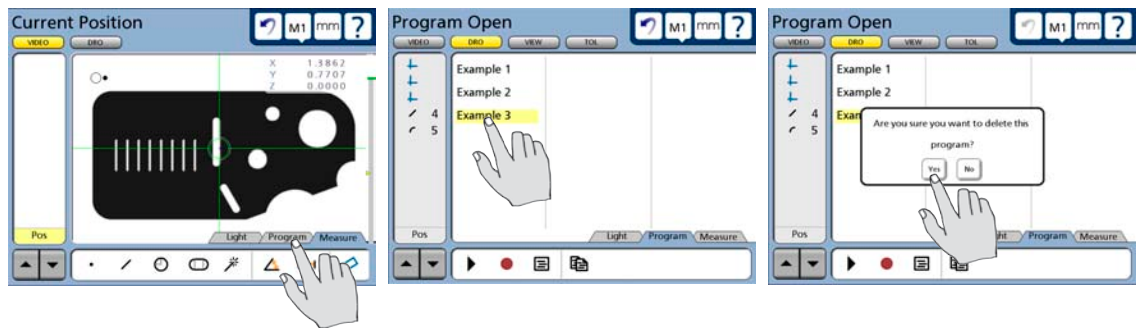 Current Position
M1 mm ?
VIDEO DRO
X 1.3862
Y 0.7707
Z 0.0000
Pos
Light Program Measure
Program Open
M1 mm ?
VIDEO DRO VIEW TOL
Example 1
Example 2
4 Example 3
5
Pos
Light Program Measure
Program Open
M1 mm ?
VIDEO DRO VIEW TOL
Example 1
Example 2
4 Exam
5
Are you sure you want to delete this
program?
Yes No
Pos
ht Program Measure